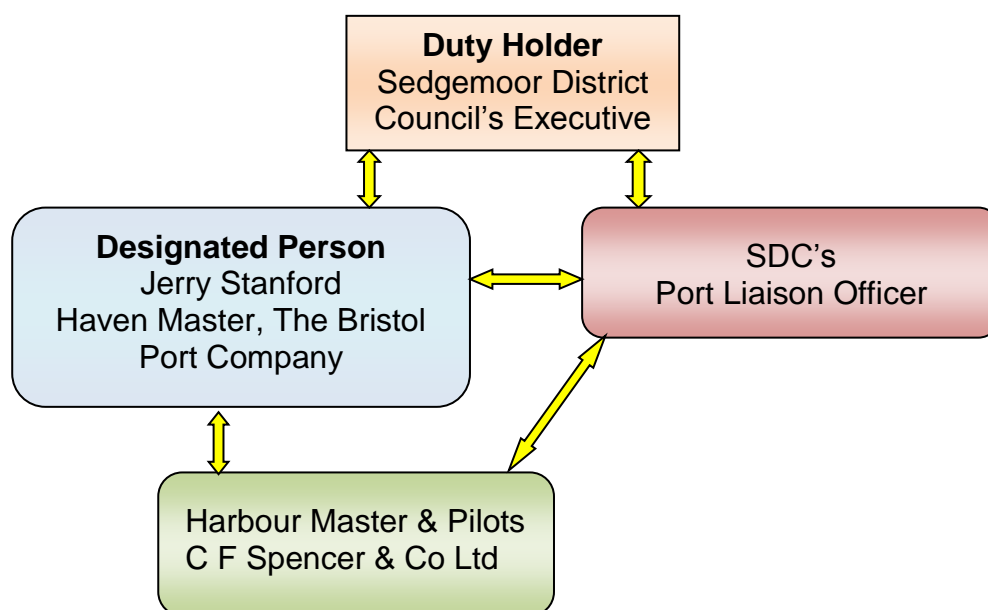 Duty Holder
Sedgemoor District
Council's Executive
Designated Person
Jerry Stanford
Haven Master, The Bristol
Port Company
SDC's
Port Liaison Officer
Harbour Master & Pilots
C F Spencer & Co Ltd